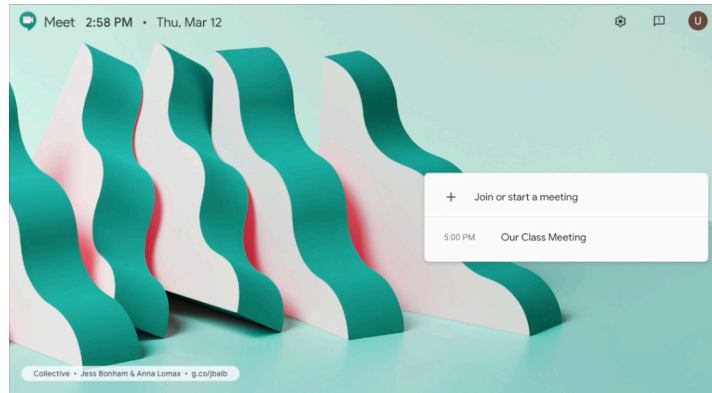 Meet 2:58 PM • Thu, Mar 12
U
Join or start a meeting
5:00 PM Our Class Meeting
Collective • Jess Bonham & Anna Lomax • g.co/jbalb